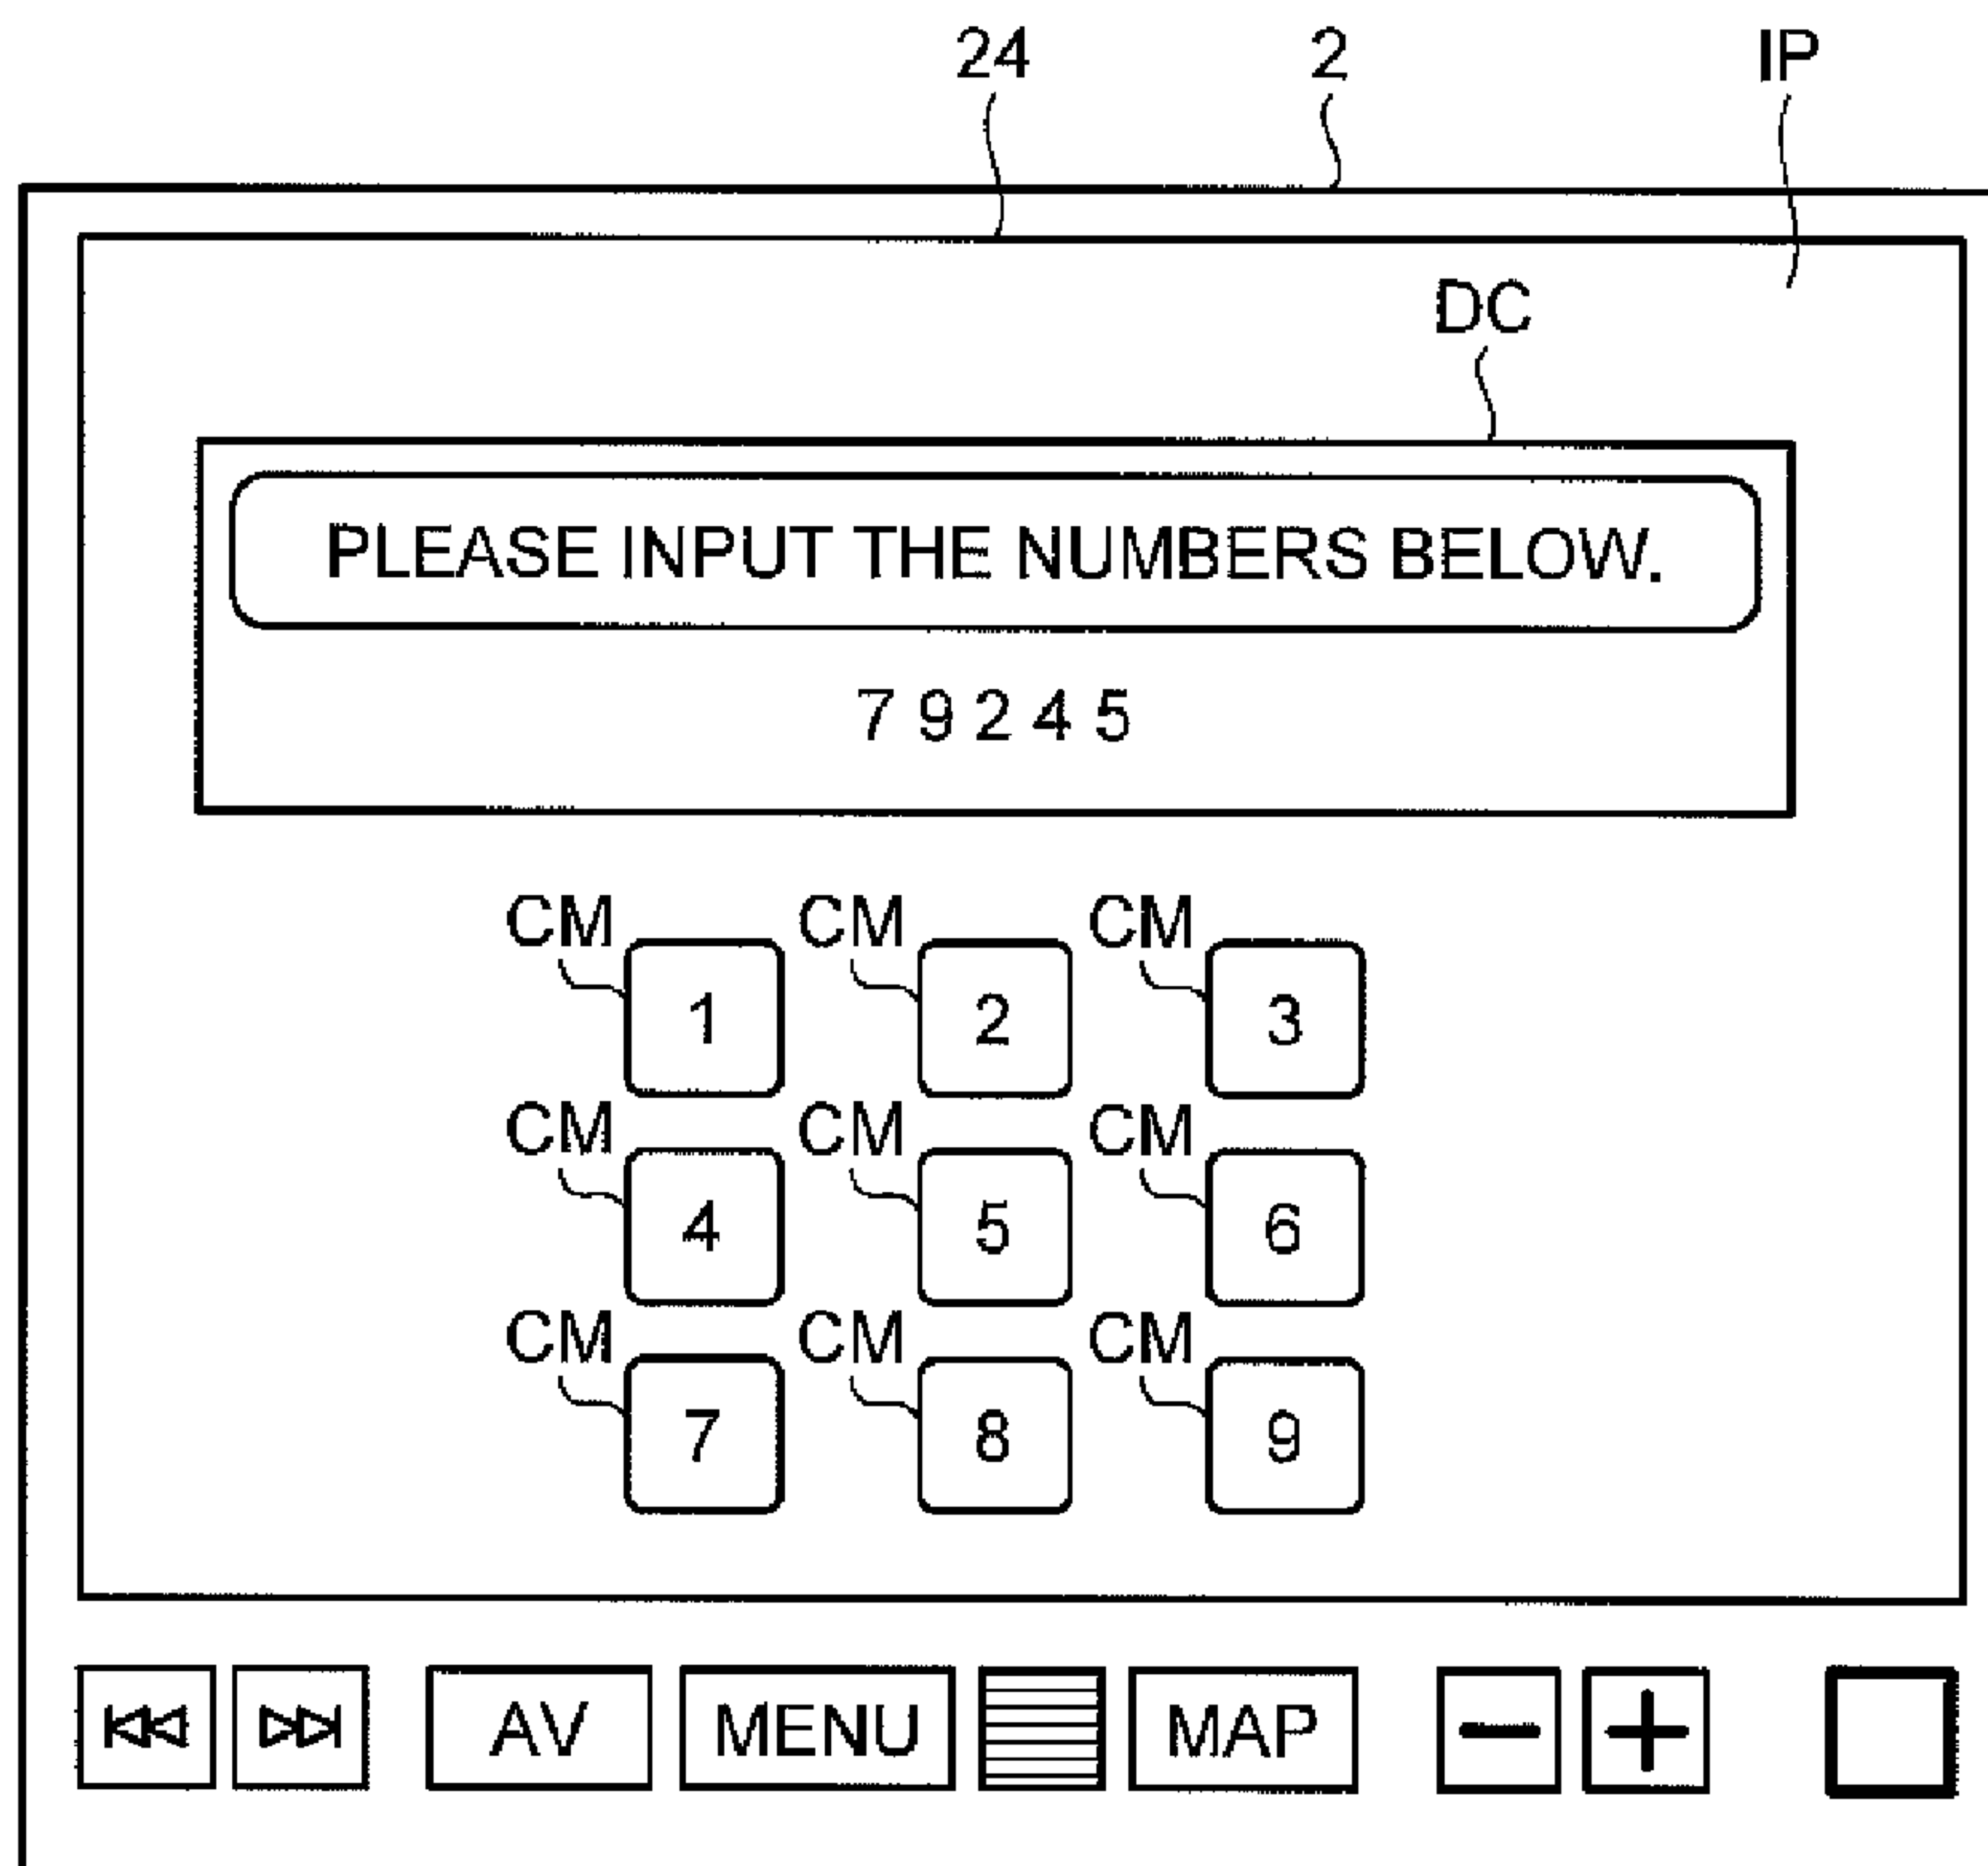 24 2 IP
DC
PLEASE INPUT THE NUMBERS BELOW.
7 9 2 4 5
CM CM CM
1 2 3
CM CM CM
4 5 6
CM CM CM
7 8 9
AV MENU MAP − +